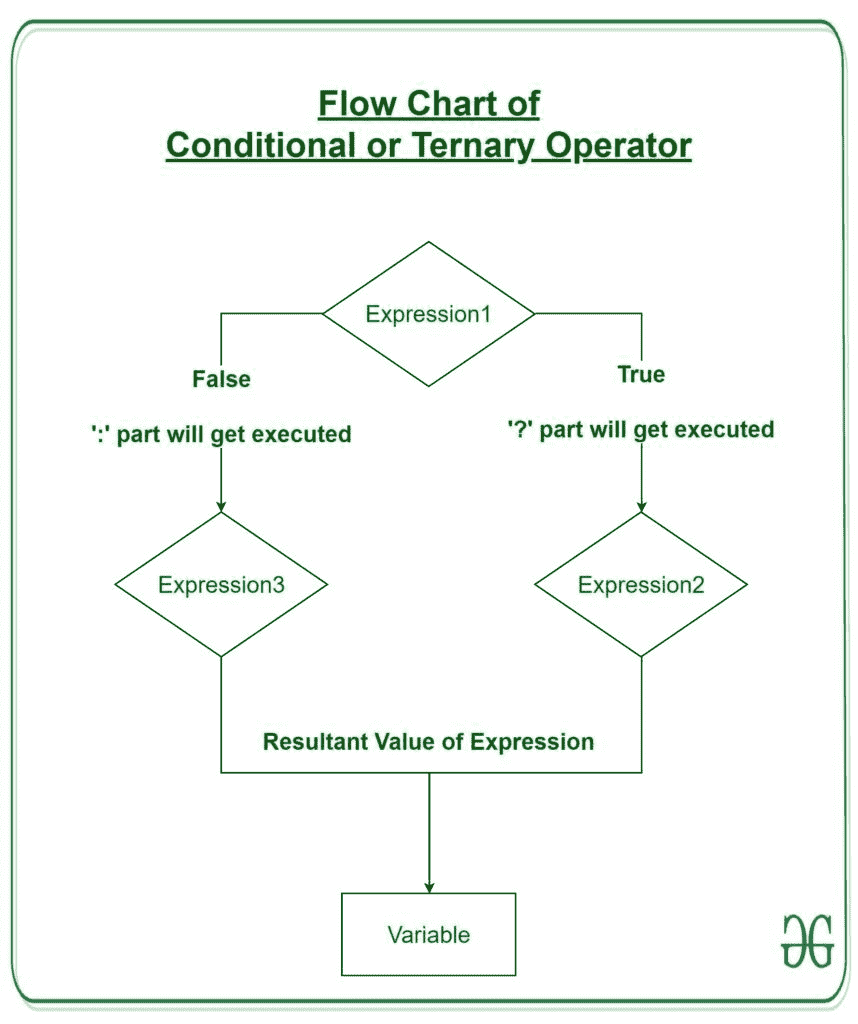 Flow Chart of
Conditional or Ternary Operator
Expression1
False
True
':' part will get executed
'?' part will get executed
Expression3
Expression2
Resultant Value of Expression
Variable